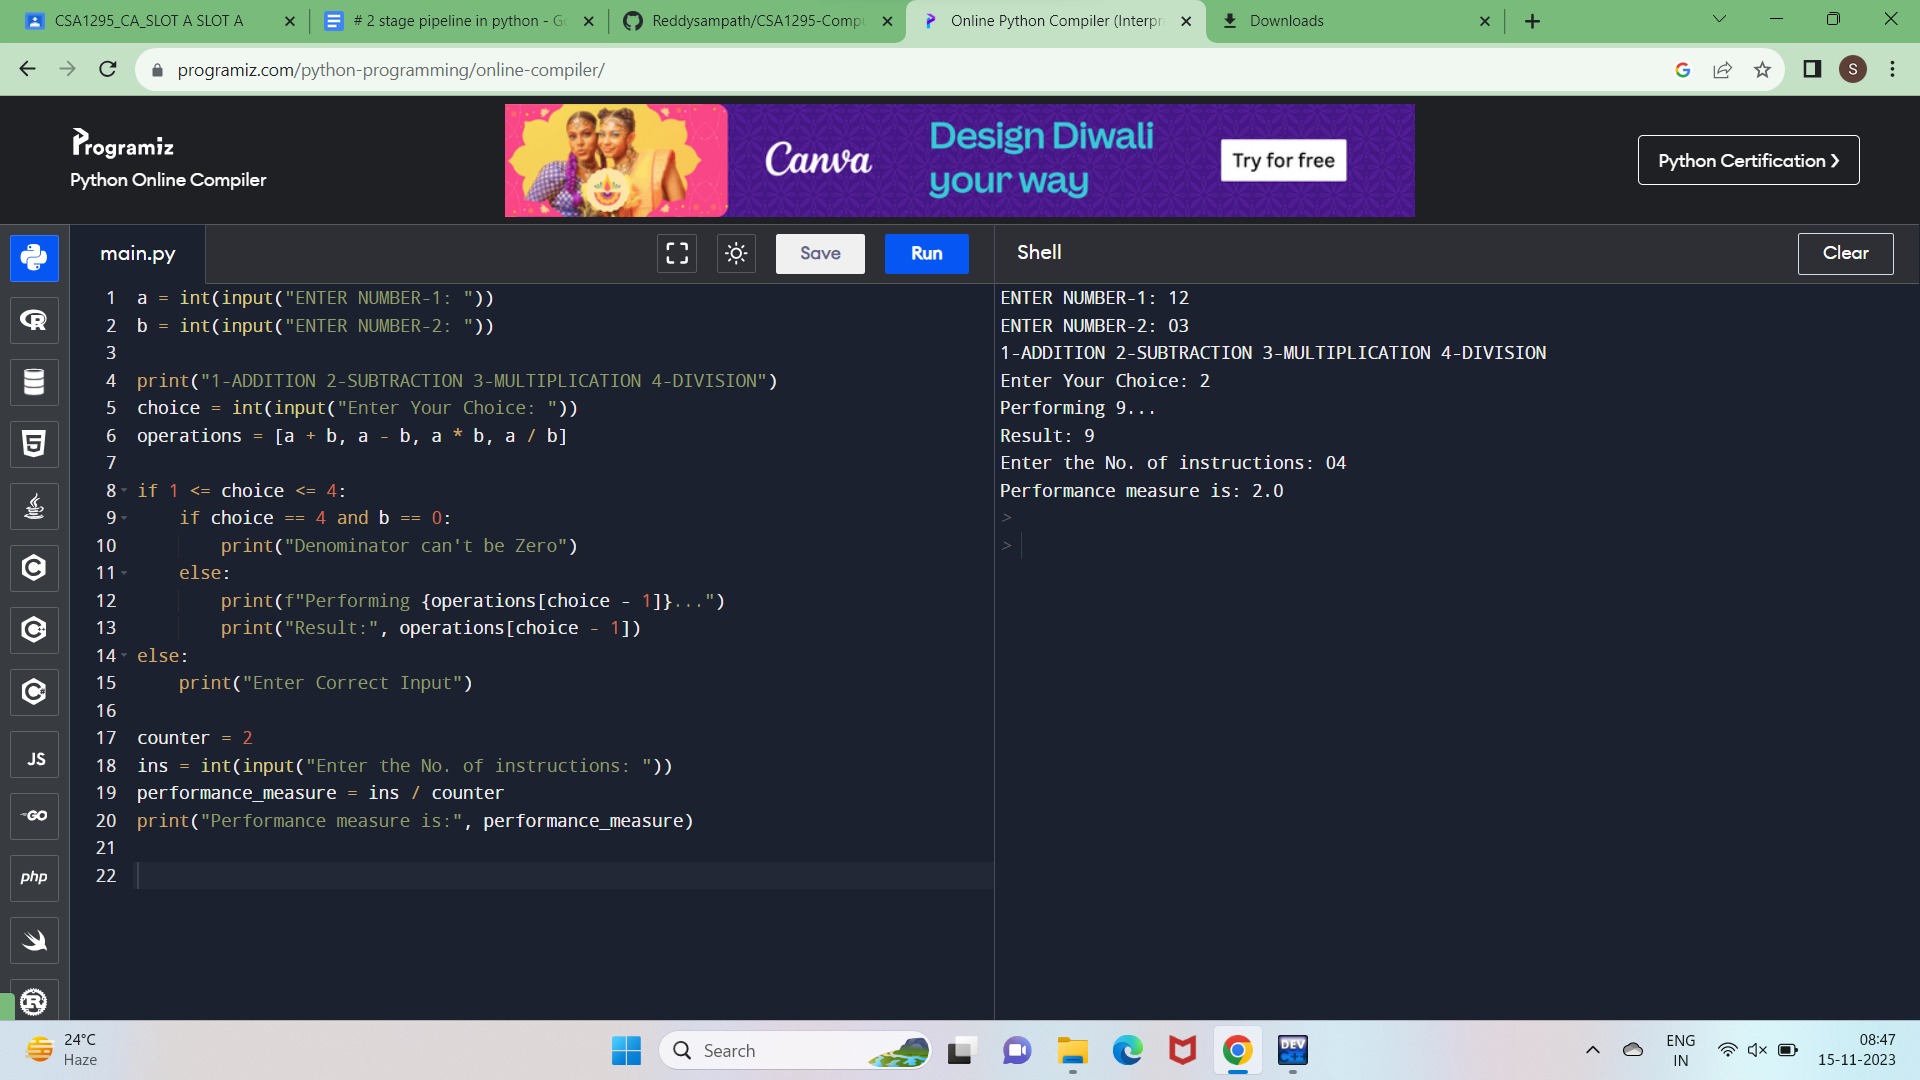 CSA1295_CA_SLOT A SLOT A
# 2 stage pipeline in python - Go
Reddysampath/CSA1295-Compu
Online Python Compiler (Interpre
Downloads
programiz.com/python-programming/online-compiler/
S
Programiz
Python Online Compiler
Canva
Design Diwali
your way
Try for free
Python Certification ❯
main.py
Save
Run
Shell
Clear
1 a = int(input("ENTER NUMBER-1: "))
2 b = int(input("ENTER NUMBER-2: "))
3
4 print("1-ADDITION 2-SUBTRACTION 3-MULTIPLICATION 4-DIVISION")
5 choice = int(input("Enter Your Choice: "))
6 operations = [a + b, a - b, a * b, a / b]
7
8 if 1 <= choice <= 4:
9     if choice == 4 and b == 0:
10         print("Denominator can't be Zero")
11     else:
12         print(f"Performing {operations[choice - 1]}...")
13         print("Result:", operations[choice - 1])
14 else:
15     print("Enter Correct Input")
16
17 counter = 2
18 ins = int(input("Enter the No. of instructions: "))
19 performance_measure = ins / counter
20 print("Performance measure is:", performance_measure)
21
22
ENTER NUMBER-1: 12
ENTER NUMBER-2: 03
1-ADDITION 2-SUBTRACTION 3-MULTIPLICATION 4-DIVISION
Enter Your Choice: 2
Performing 9...
Result: 9
Enter the No. of instructions: 04
Performance measure is: 2.0
>
>
R
5
C
C
C
JS
GO
php
R
24°C
Haze
Search
DEV
C++
ENG
IN
08:47
15-11-2023